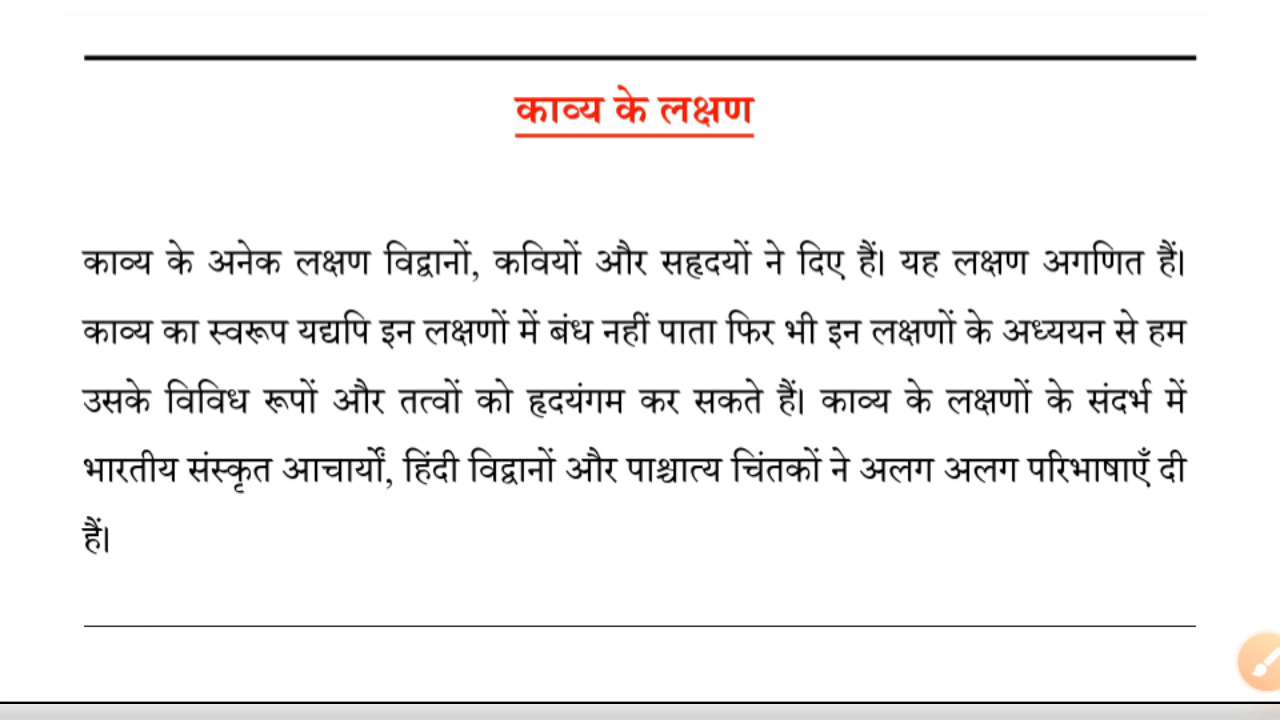 काव्य के लक्षण
काव्य के अनेक लक्षण विद्वानों, कवियों और सहृदयों ने दिए हैं। यह लक्षण अगणित हैं।
काव्य का स्वरूप यद्यपि इन लक्षणों में बंध नहीं पाता फिर भी इन लक्षणों के अध्ययन से हम
उसके विविध रूपों और तत्वों को हृदयंगम कर सकते हैं। काव्य के लक्षणों के संदर्भ में
भारतीय संस्कृत आचार्यों, हिंदी विद्वानों और पाश्चात्य चिंतकों ने अलग अलग परिभाषाएँ दी
हैं।